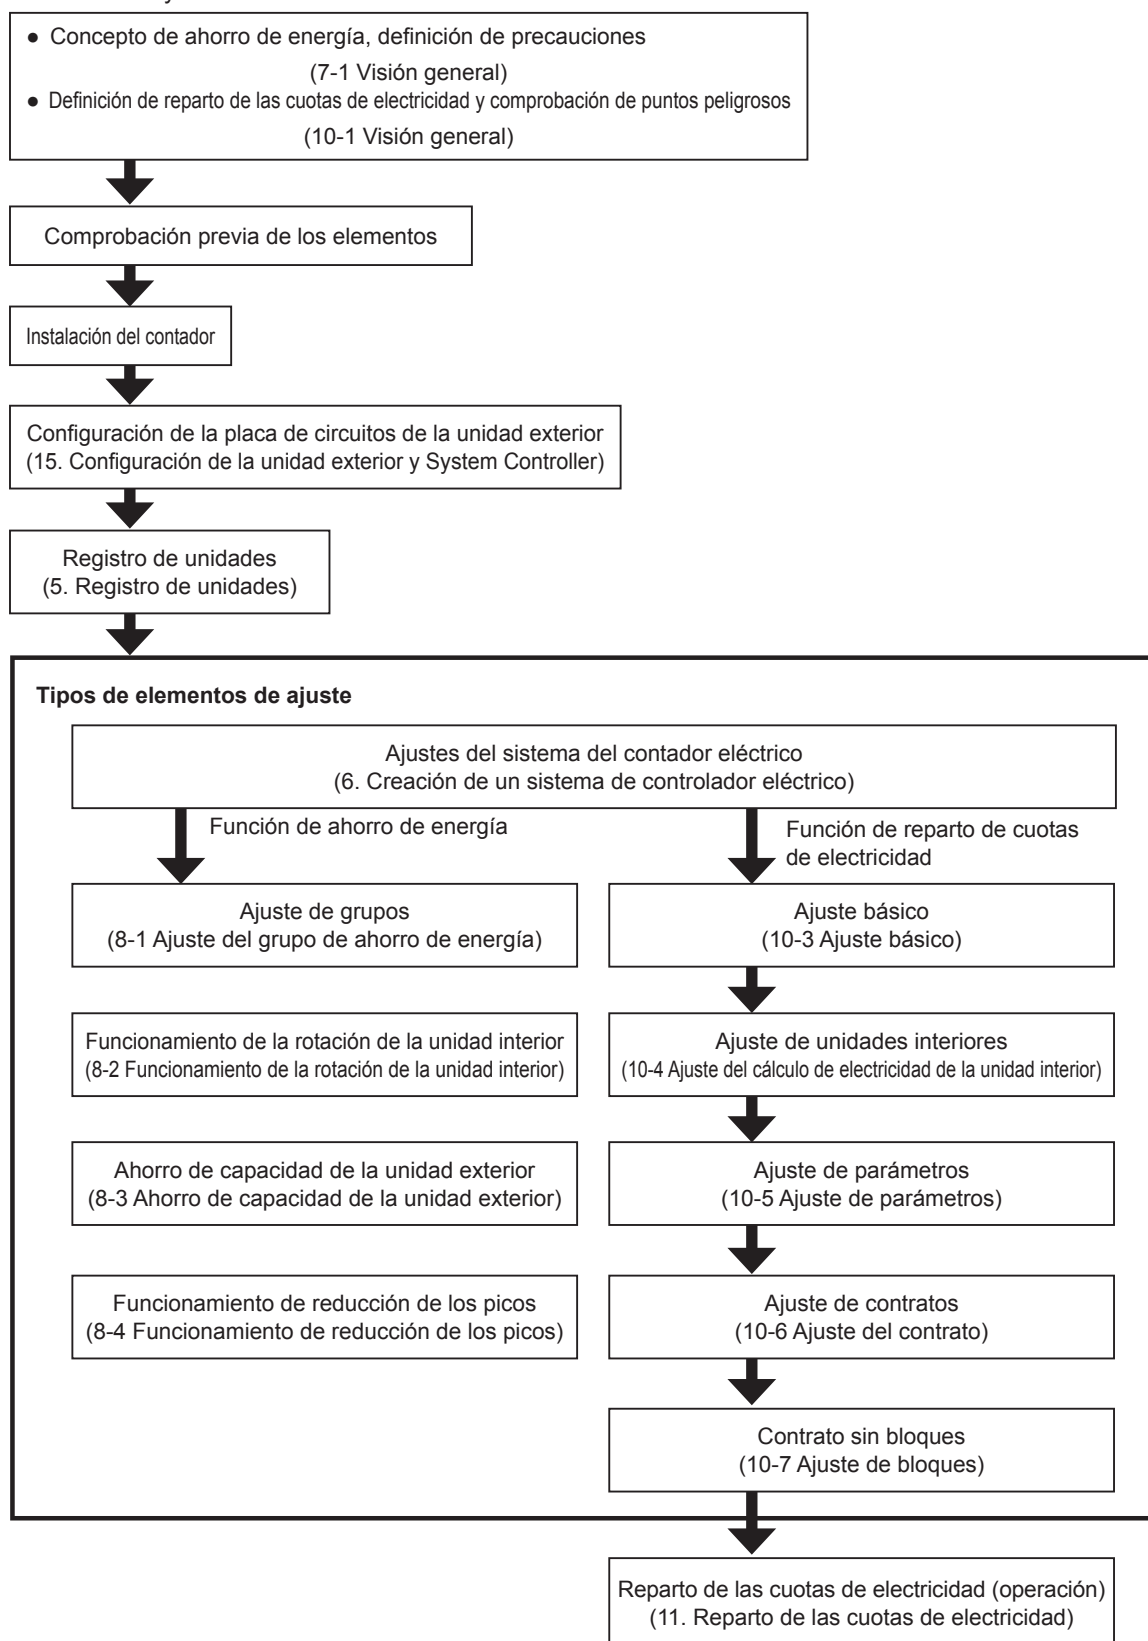 ● Concepto de ahorro de energía, definición de precauciones
(7-1 Visión general)
● Definición de reparto de las cuotas de electricidad y comprobación de puntos peligrosos
(10-1 Visión general)
Comprobación previa de los elementos
Instalación del contador
Configuración de la placa de circuitos de la unidad exterior
(15. Configuración de la unidad exterior y System Controller)
Registro de unidades
(5. Registro de unidades)
Tipos de elementos de ajuste
Ajustes del sistema del contador eléctrico
(6. Creación de un sistema de controlador eléctrico)
Función de ahorro de energía
Ajuste de grupos
(8-1 Ajuste del grupo de ahorro de energía)
Funcionamiento de la rotación de la unidad interior
(8-2 Funcionamiento de la rotación de la unidad interior)
Ahorro de capacidad de la unidad exterior
(8-3 Ahorro de capacidad de la unidad exterior)
Funcionamiento de reducción de los picos
(8-4 Funcionamiento de reducción de los picos)
Función de reparto de cuotas
de electricidad
Ajuste básico
(10-3 Ajuste básico)
Ajuste de unidades interiores
(10-4 Ajuste del cálculo de electricidad de la unidad interior)
Ajuste de parámetros
(10-5 Ajuste de parámetros)
Ajuste de contratos
(10-6 Ajuste del contrato)
Contrato sin bloques
(10-7 Ajuste de bloques)
Reparto de las cuotas de electricidad (operación)
(11. Reparto de las cuotas de electricidad)